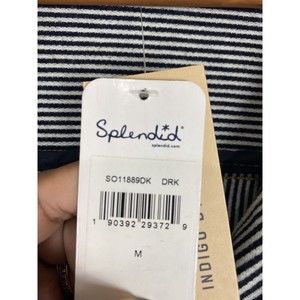 Splendid
splendid.com
SO11889DK DRK
1 90392 29372 9
M
INDIGO